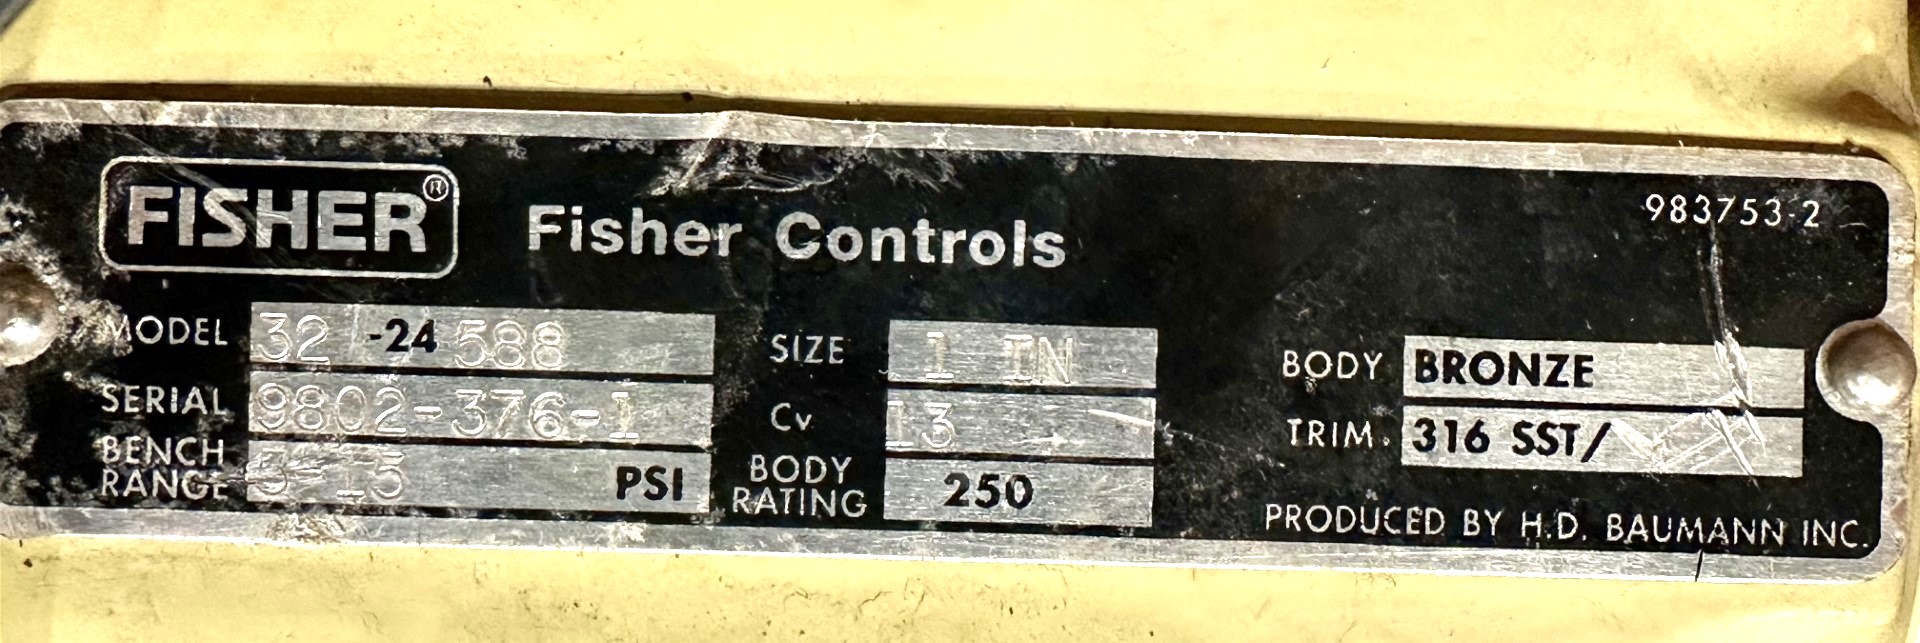 FISHER® Fisher Controls 983753-2
MODEL 32 -24 588 SIZE 1 IN BODY BRONZE
SERIAL 9802-376-1 Cv 13 TRIM 316 SST/
BENCH RANGE 3-15 PSI BODY RATING 250
PRODUCED BY H.D. BAUMANN INC.